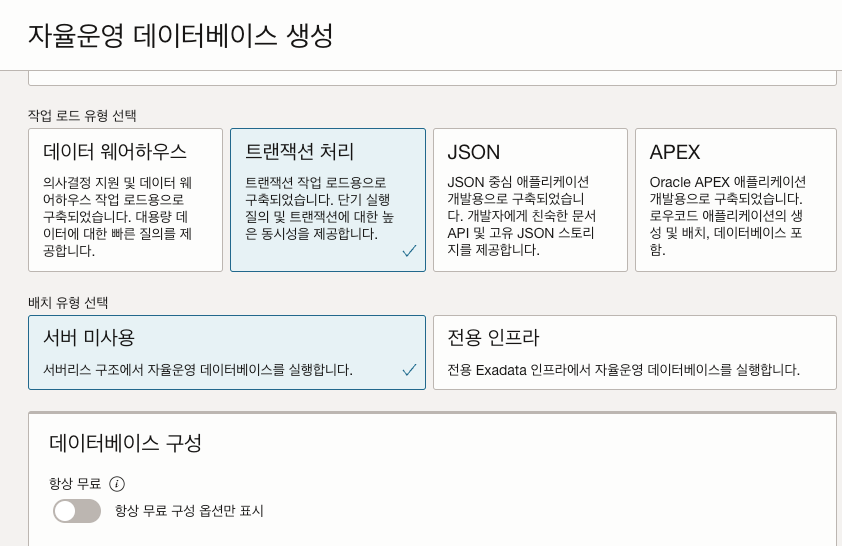 자율운영 데이터베이스 생성
작업 로드 유형 선택
데이터 웨어하우스
의사결정 지원 및 데이터 웨
어하우스 작업 로드용으로
구축되었습니다. 대용량 데
이터에 대한 빠른 질의를 제
공합니다.
트랜잭션 처리
트랜잭션 작업 로드용으로
구축되었습니다. 단기 실행
질의 및 트랜잭션에 대한 높
은 동시성을 제공합니다.
JSON
JSON 중심 애플리케이션
개발용으로 구축되었습니
다. 개발자에게 친숙한 문서
API 및 고유 JSON 스토리
지를 제공합니다.
APEX
Oracle APEX 애플리케이션
개발용으로 구축되었습니다.
로우코드 애플리케이션의 생
성 및 배치, 데이터베이스 포
함.
배치 유형 선택
서버 미사용
서버리스 구조에서 자율운영 데이터베이스를 실행합니다.
전용 인프라
전용 Exadata 인프라에서 자율운영 데이터베이스를 실행합니다.
데이터베이스 구성
항상 무료
항상 무료 구성 옵션만 표시